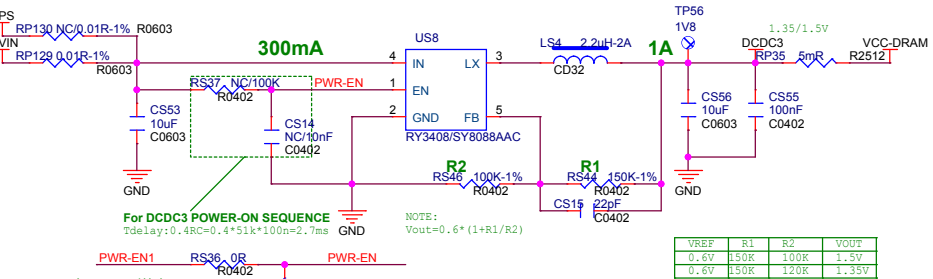 PS
RP130 NC/0.01R-1% R0603
VIN
RP129 0.01R-1%
R0603
300mA
US8
4 IN LX 3
1 EN
2 GND FB 5
RY3408/SY8088AAC
LS4 2.2uH-2A
CD32
1A
TP56
1V8
1.35/1.5V
DCDC3
RP35 5mR
R2512
VCC-DRAM
RS37 NC/100K
R0402
PWR-EN
CS53
10uF
C0603
GND
CS14
NC/10nF
C0402
CS56
10uF
C0603
CS55
100nF
C0402
GND
R2
RS46 100K-1%
R0402
R1
RS44 150K-1%
R0402
CS15 22pF
C0402
For DCDC3 POWER-ON SEQUENCE
Tdelay:0.4RC=0.4*51k*100n=2.7ms
GND
NOTE:
Vout=0.6*(1+R1/R2)
PWR-EN1 RS36 0R PWR-EN
R0402
VREF R1 R2 VOUT
0.6V 150K 100K 1.5V
0.6V 150K 120K 1.35V